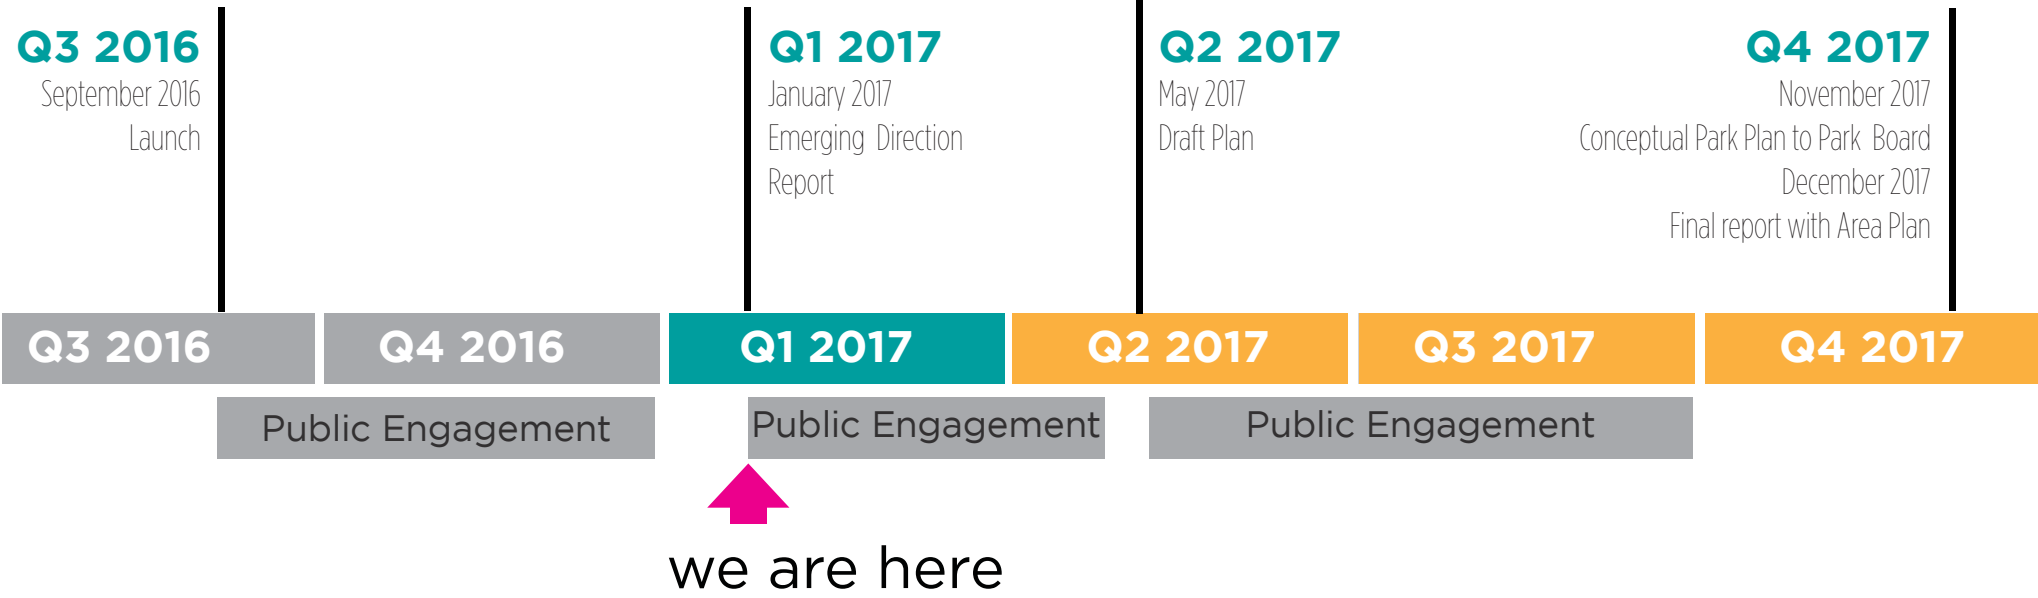 Q3 2016
September 2016
Launch
Q1 2017
January 2017
Emerging Direction
Report
Q2 2017
May 2017
Draft Plan
Q4 2017
November 2017
Conceptual Park Plan to Park Board
December 2017
Final report with Area Plan
Q3 2016
Q4 2016
Q1 2017
Q2 2017
Q3 2017
Q4 2017
Public Engagement
Public Engagement
Public Engagement
we are here